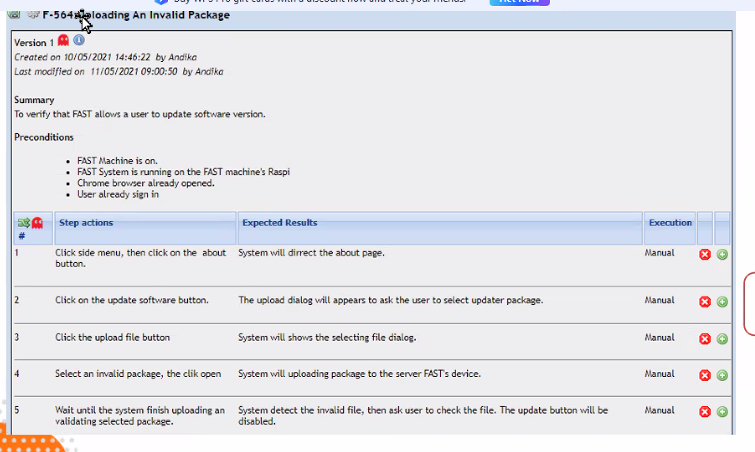 F-564 Uploading An Invalid Package
Version 1
Created on 10/05/2021 14:46:22 by Andika
Last modified on 11/05/2021 09:00:50 by Andika
Summary
To verify that FAST allows a user to update software version.
Preconditions
FAST Machine is on.
FAST System is running on the FAST machine's Raspi
Chrome browser already opened.
User already sign in
# Step actions Expected Results Execution
1 Click side menu, then click on the about System will dirrect the about page. Manual
button.
2 Click on the update software button. The upload dialog will appears to ask the user to select updater package. Manual
3 Click the upload file button System will shows the selecting file dialog. Manual
4 Select an invalid package, the clik open System will uploading package to the server FAST's device. Manual
5 Wait until the system finish uploading an System detect the invalid file, then ask user to check the file. The update button will be Manual
validating selected package. disabled.